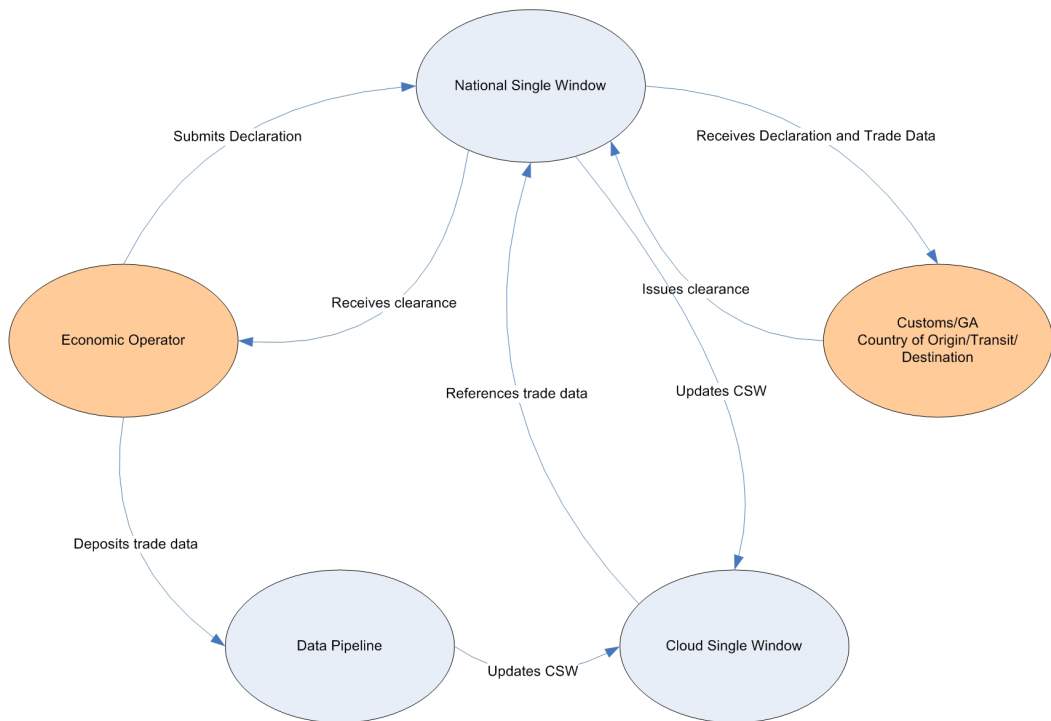 National Single Window
Submits Declaration
Receives Declaration and Trade Data
Issues clearance
Receives clearance
Economic Operator
Customs/GA
Country of Origin/Transit/
Destination
References trade data
Updates CSW
Deposits trade data
Data Pipeline
Updates CSW
Cloud Single Window